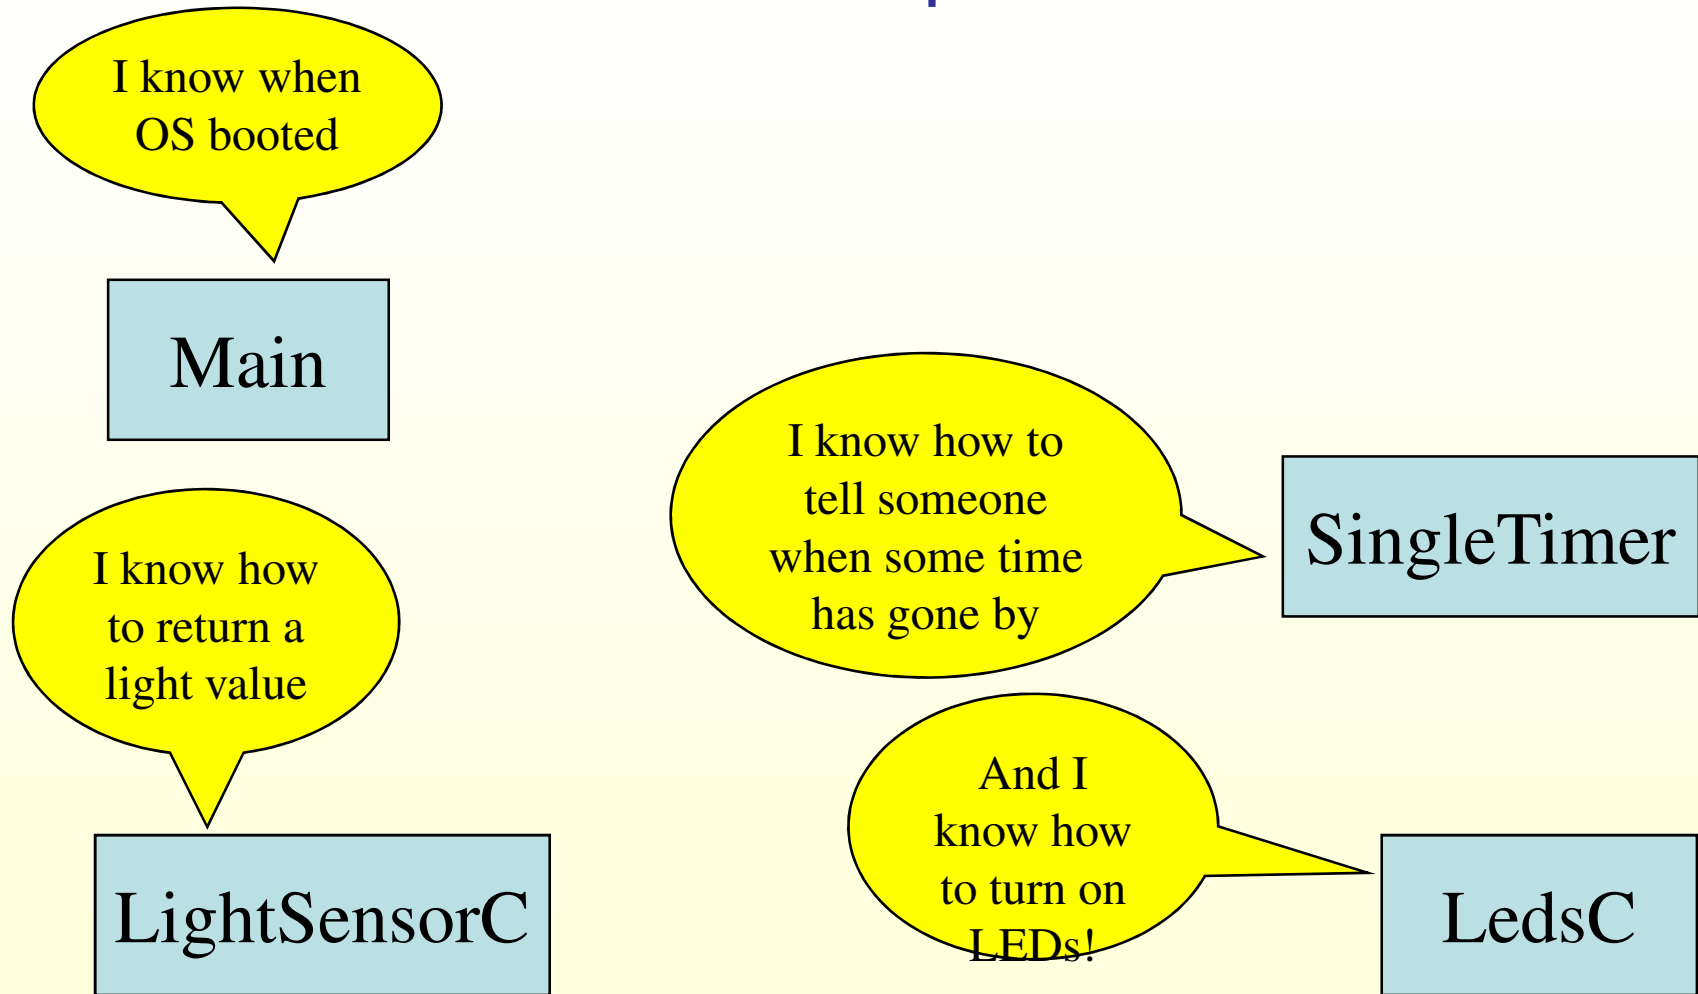 I know when
OS booted
Main
I know how
to return a
light value
LightSensorC
I know how to
tell someone
when some time
has gone by
SingleTimer
And I
know how
to turn on
LEDs!
LedsC